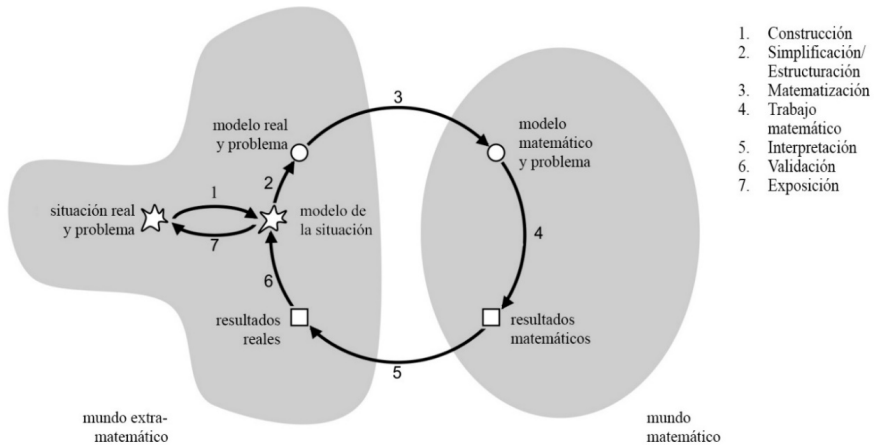 1. Construcción
2. Simplificación/
Estructuración
3. Matematización
4. Trabajo
matemático
5. Interpretación
6. Validación
7. Exposición
3
modelo real
y problema
modelo
matemático
y problema
2
1
situación real
y problema
modelo de
la situación
7
4
6
resultados
reales
resultados
matemáticos
5
mundo extra-
matemático
mundo
matemático